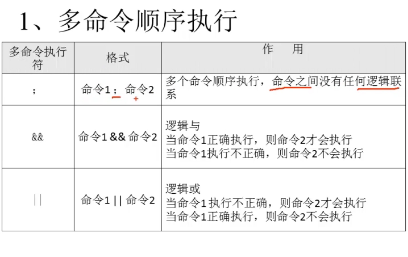 1、多命令顺序执行
多命令执行符
格式
作 用
;
命令1 ; 命令2
多个命令顺序执行，命令之间没有任何逻辑联系
&&
命令1 && 命令2
逻辑与
当命令1正确执行，则命令2才会执行
当命令1执行不正确，则命令2不会执行
||
命令1 || 命令2
逻辑或
当命令1 执行不正确，则命令2才会执行
当命令1正确执行，则命令2不会执行